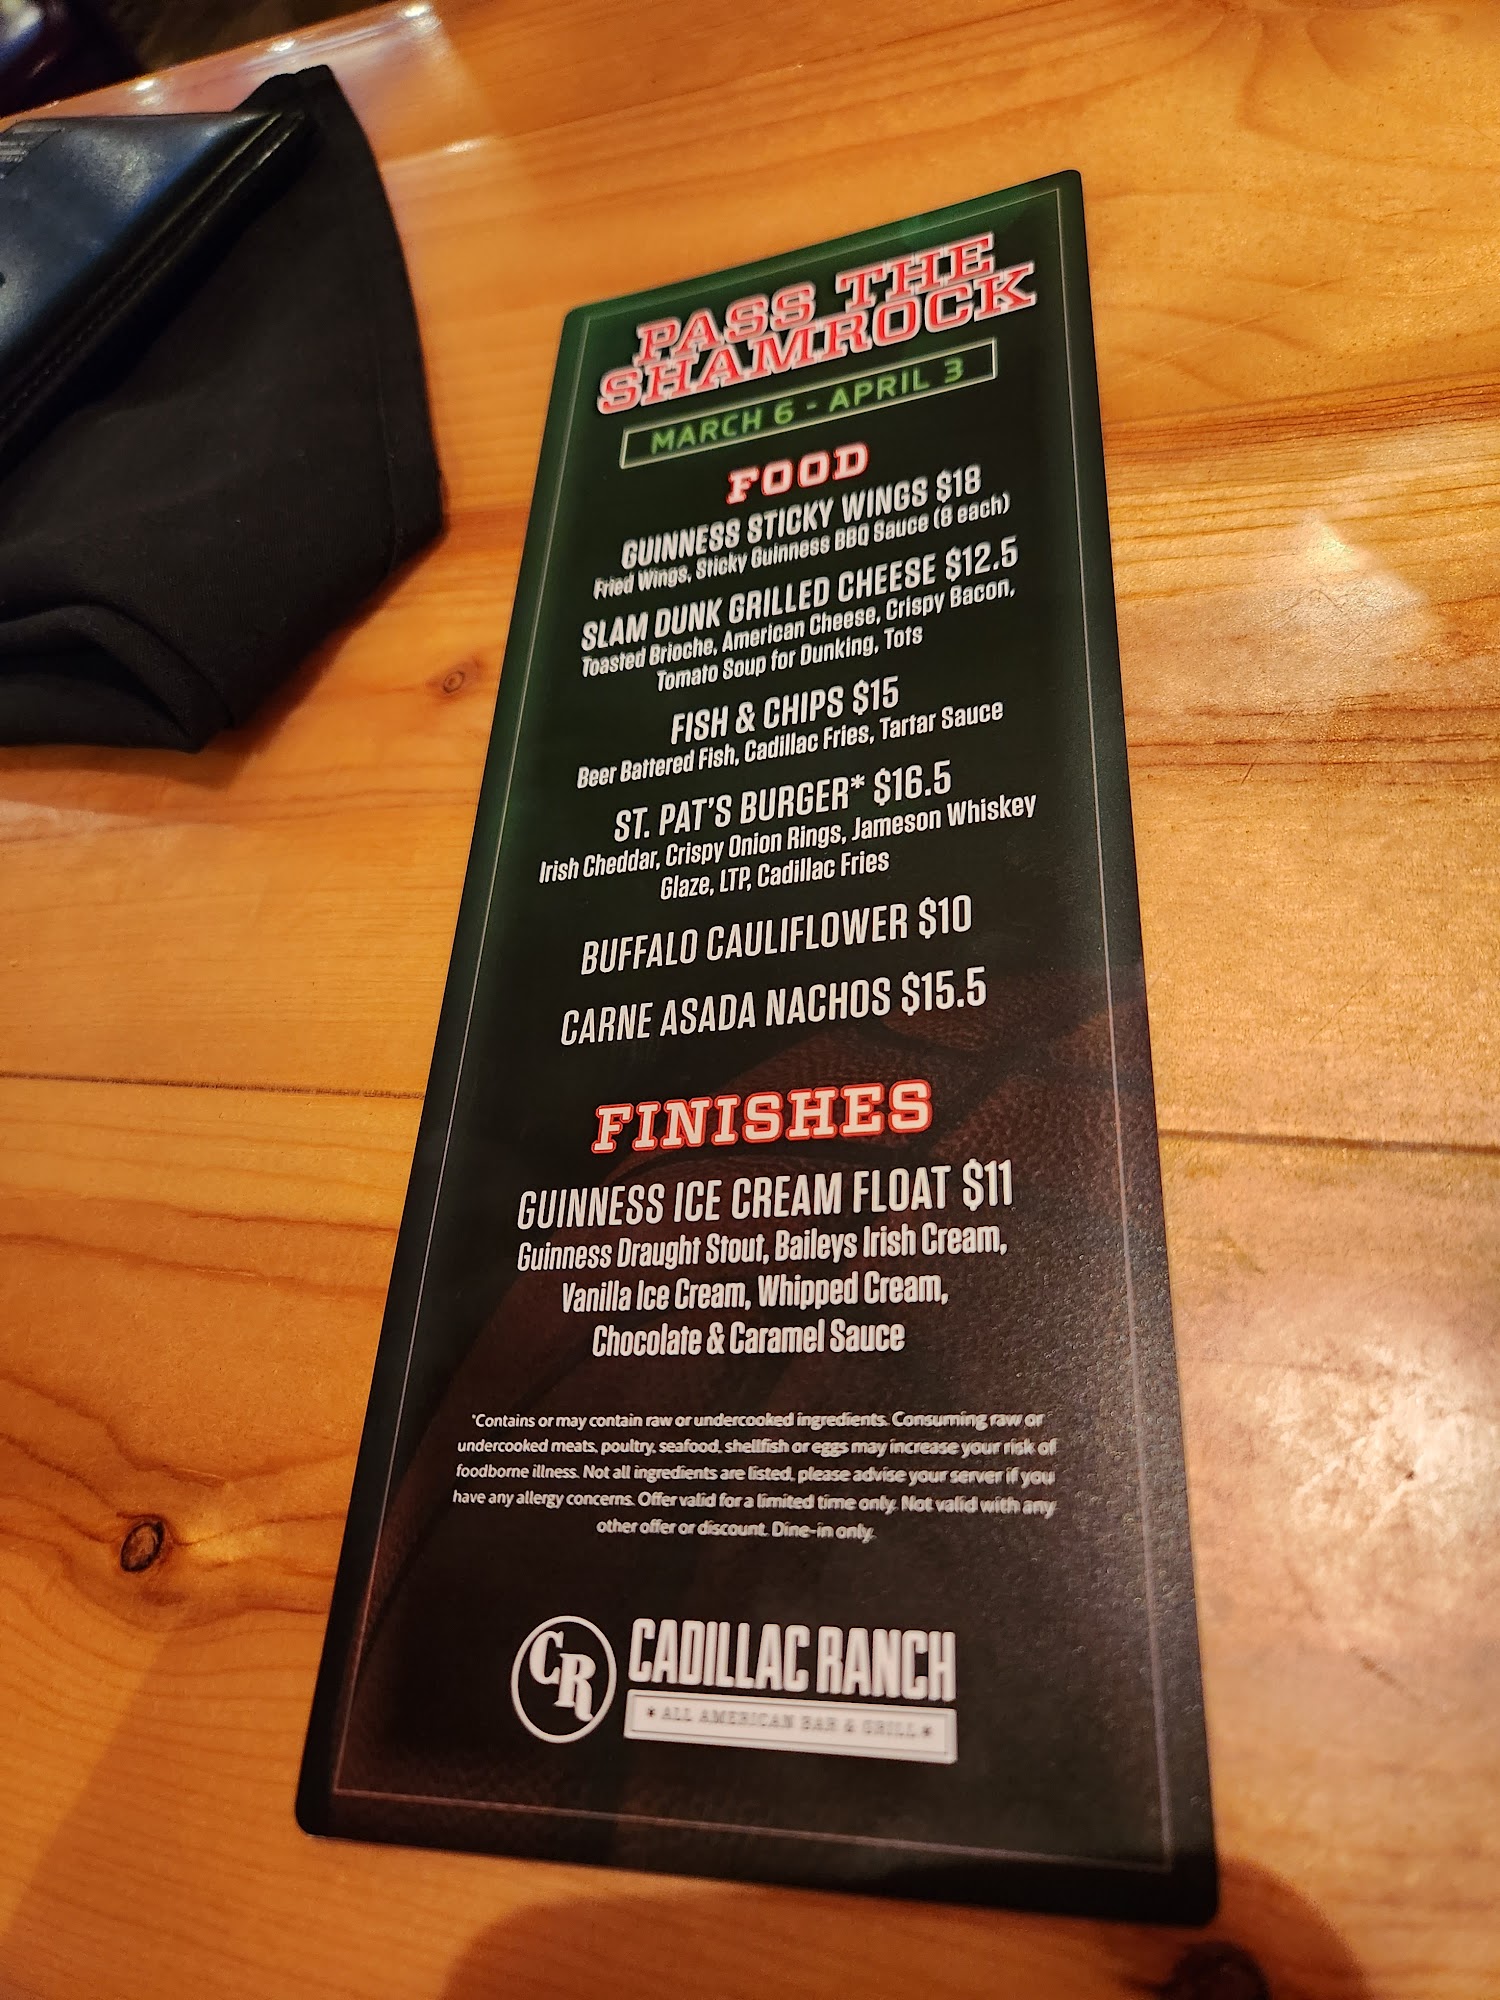 PASS THE
SHAMROCK
MARCH 6 - APRIL 3
FOOD
GUINNESS STICKY WINGS $18
Fried Wings, Sticky Guinness BBQ Sauce (8 each)
SLAM DUNK GRILLED CHEESE $12.5
Toasted Brioche, American Cheese, Crispy Bacon,
Tomato Soup for Dunking, Tots
FISH & CHIPS $15
Beer Battered Fish, Cadillac Fries, Tartar Sauce
ST. PAT'S BURGER* $16.5
Irish Cheddar, Crispy Onion Rings, Jameson Whiskey
Glaze, LTP, Cadillac Fries
BUFFALO CAULIFLOWER $10
CARNE ASADA NACHOS $15.5
FINISHES
GUINNESS ICE CREAM FLOAT $11
Guinness Draught Stout, Baileys Irish Cream,
Vanilla Ice Cream, Whipped Cream,
Chocolate & Caramel Sauce
*Contains or may contain raw or undercooked ingredients. Consuming raw or
undercooked meats, poultry, seafood, shellfish or eggs may increase your risk of
foodborne illness. Not all ingredients are listed, please advise your server if you
have any allergy concerns. Offer valid for a limited time only. Not valid with any
other offer or discount. Dine-in only.
CR
CADILLAC RANCH
* ALL AMERICAN BAR & GRILL *